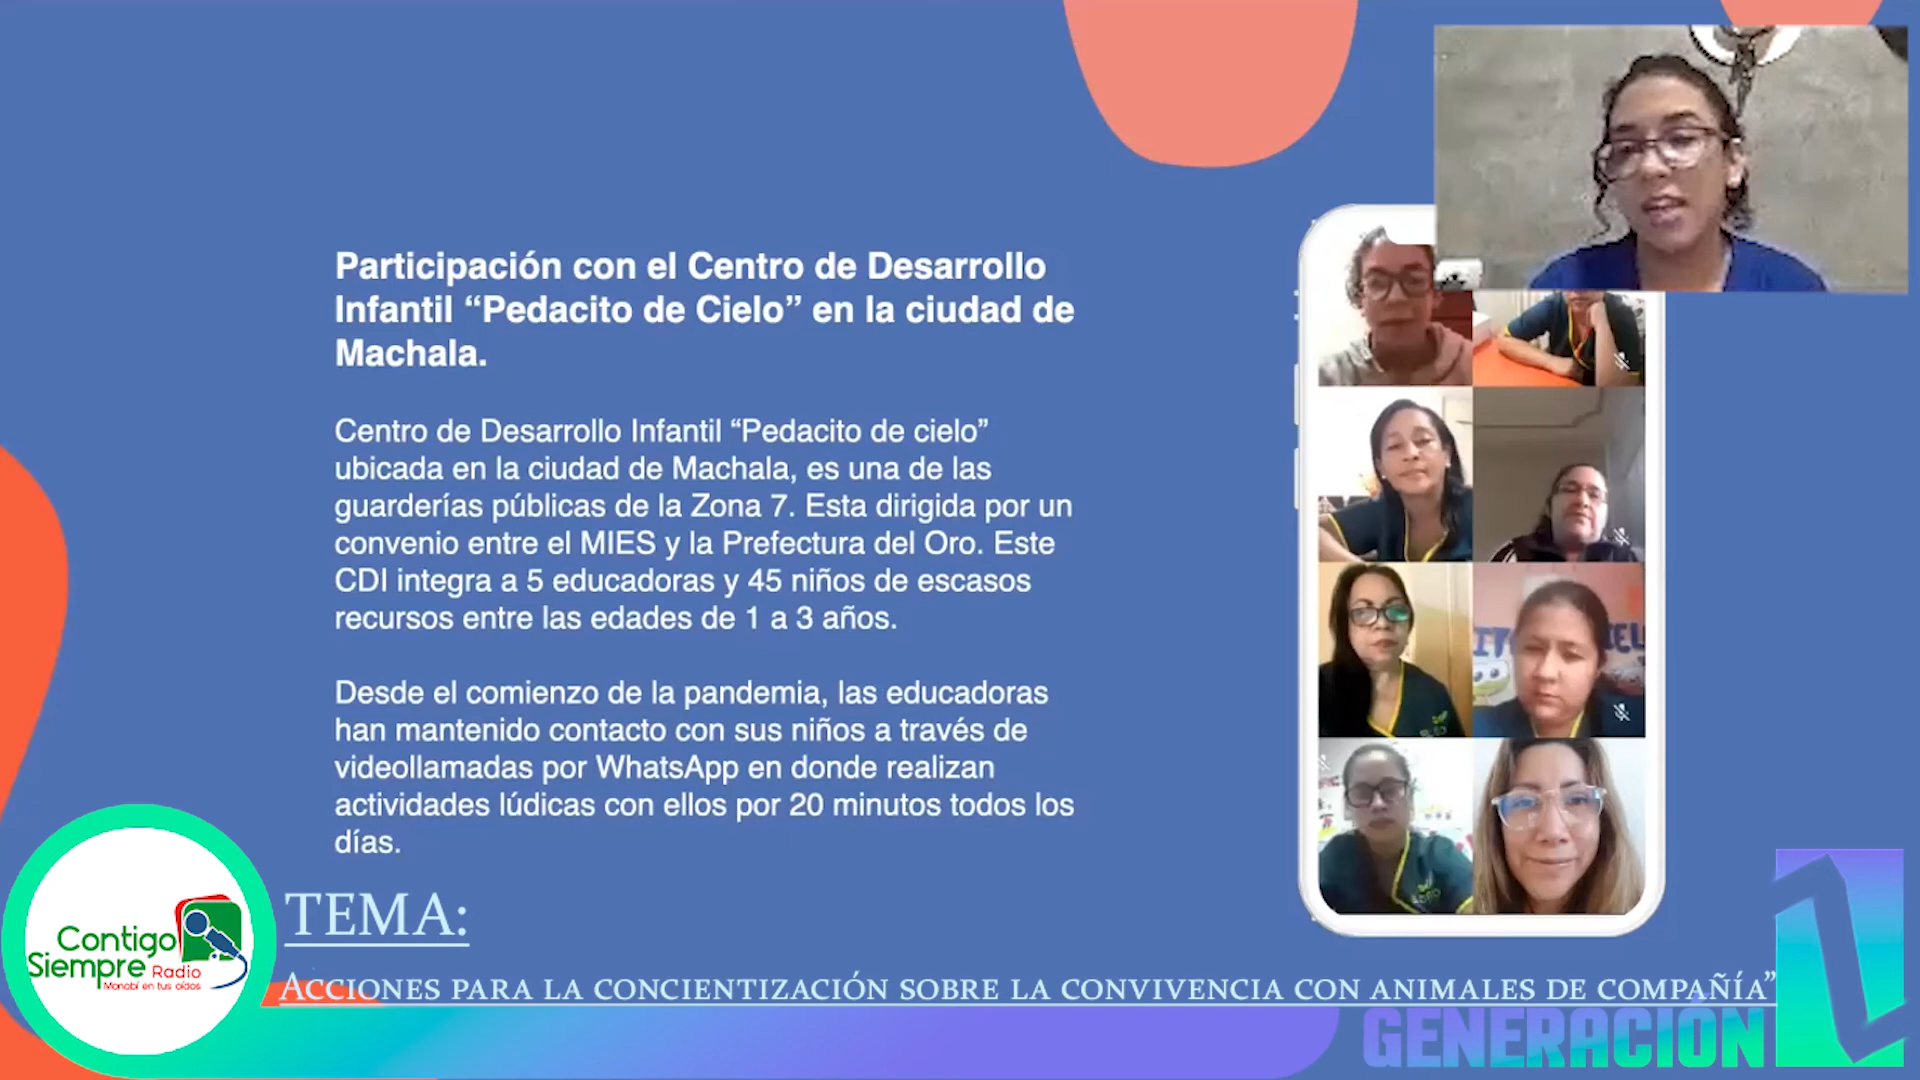 Participación con el Centro de Desarrollo
Infantil “Pedacito de Cielo” en la ciudad de
Machala.
Centro de Desarrollo Infantil “Pedacito de cielo”
ubicada en la ciudad de Machala, es una de las
guarderías públicas de la Zona 7. Esta dirigida por un
convenio entre el MIES y la Prefectura del Oro. Este
CDI integra a 5 educadoras y 45 niños de escasos
recursos entre las edades de 1 a 3 años.
Desde el comienzo de la pandemia, las educadoras
han mantenido contacto con sus niños a través de
videollamadas por WhatsApp en donde realizan
actividades lúdicas con ellos por 20 minutos todos los
días.
TEMA:
Acciones para la concientización sobre la convivencia con animales de compañía”
Contigo
Siempre Radio
Manabí en tus oídos
GENERACIÓN Z